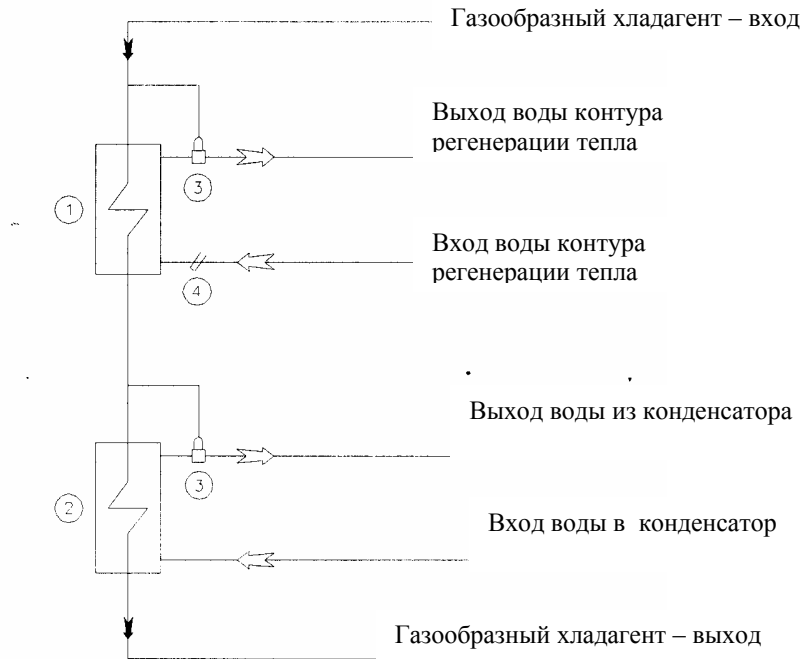 Газообразный хладагент – вход
Выход воды контура
регенерации тепла
3
1
Вход воды контура
регенерации тепла
4
Выход воды из конденсатора
3
2
Вход воды в конденсатор
Газообразный хладагент – выход